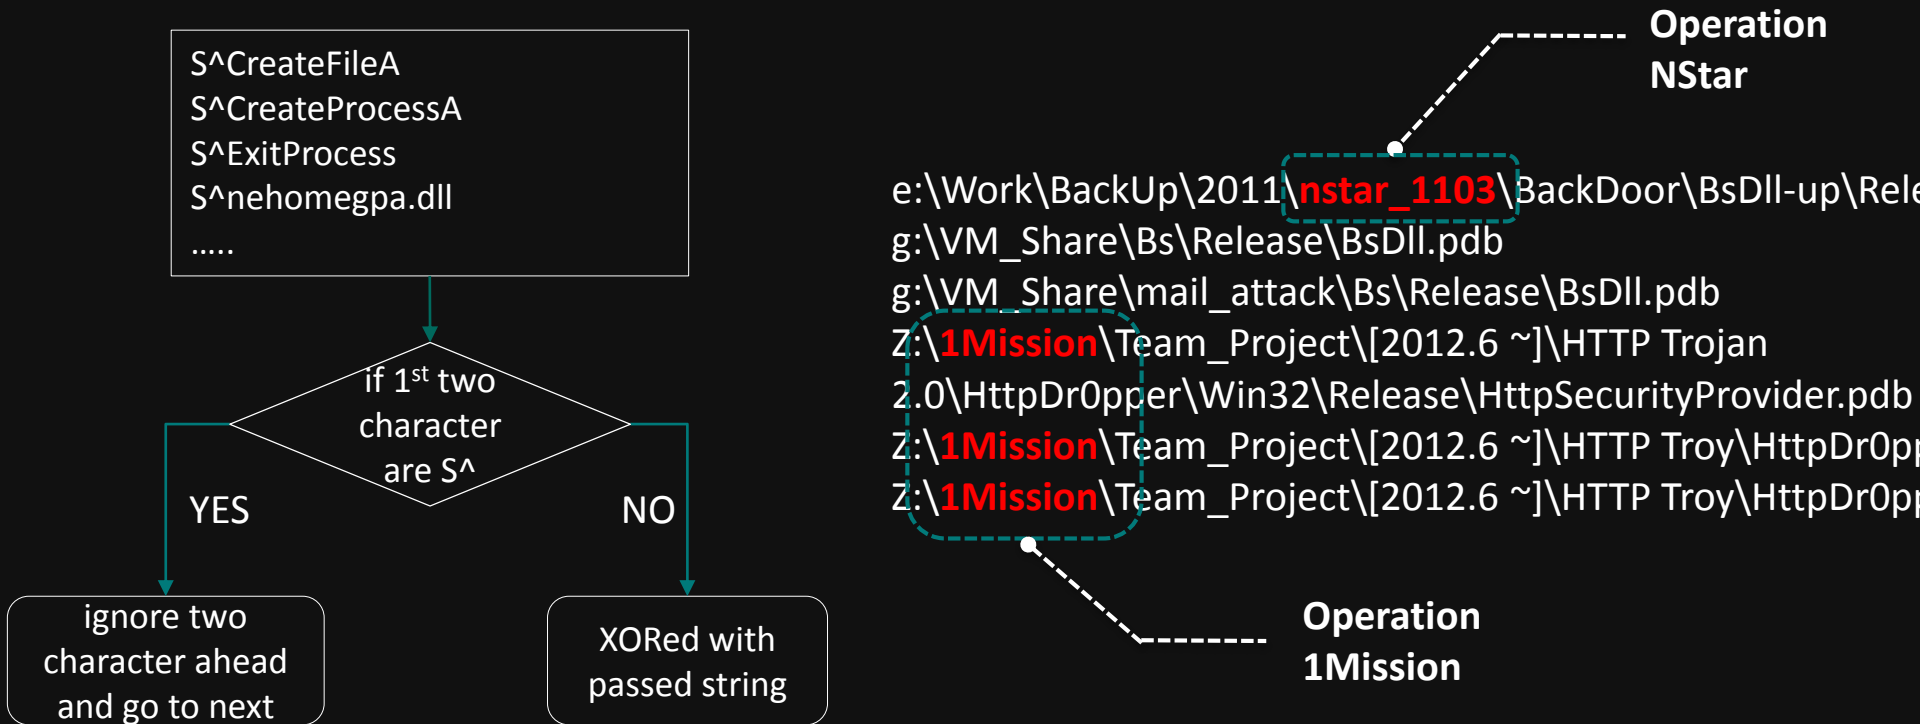 S^CreateFileA
S^CreateProcessA
S^ExitProcess
S^nehomegpa.dll
.....
if 1st two
character
are S^
YES
NO
ignore two
character ahead
and go to next
XORed with
passed string
Operation
NStar
e:\Work\BackUp\2011\nstar_1103\BackDoor\BsDll-up\Rele
g:\VM_Share\Bs\Release\BsDll.pdb
g:\VM_Share\mail_attack\Bs\Release\BsDll.pdb
Z:\1Mission\Team_Project\[2012.6 ~]\HTTP Trojan
2.0\HttpDr0pper\Win32\Release\HttpSecurityProvider.pdb
Z:\1Mission\Team_Project\[2012.6 ~]\HTTP Troy\HttpDr0pp
Z:\1Mission\Team_Project\[2012.6 ~]\HTTP Troy\HttpDr0pp
Operation
1Mission